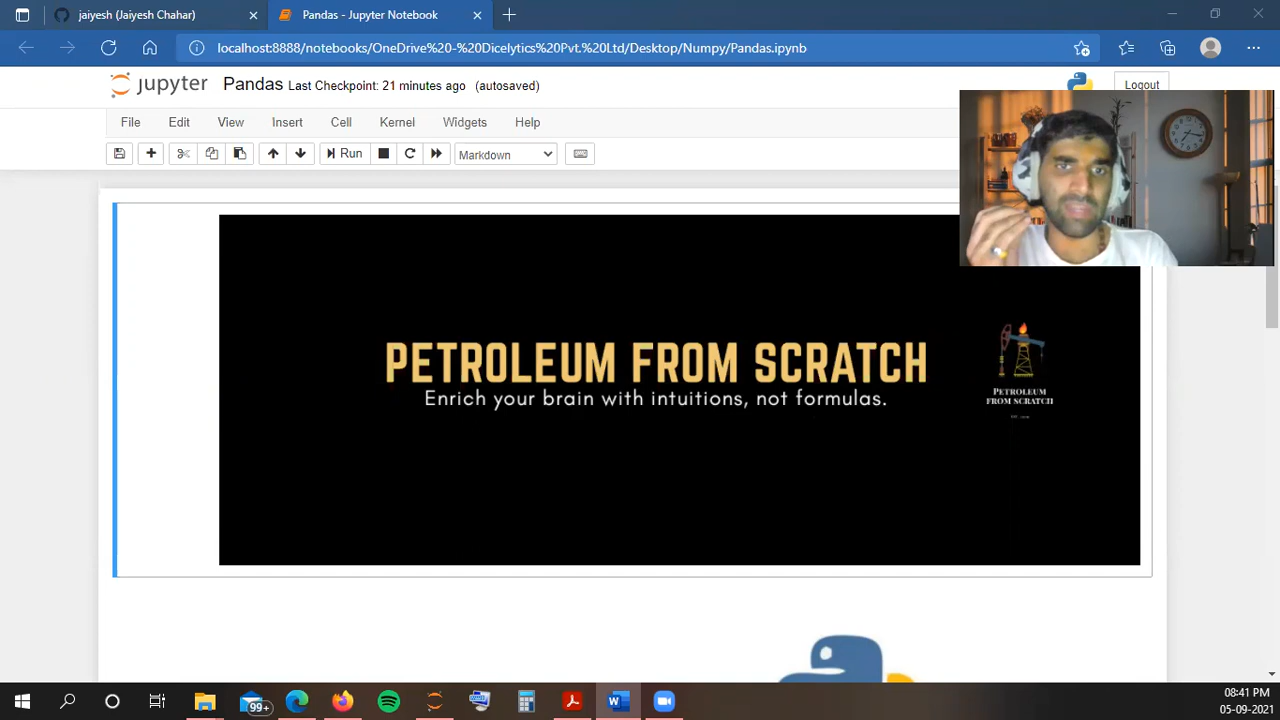 jaiyesh (Jaiyesh Chahar)
Pandas - Jupyter Notebook
localhost:8888/notebooks/OneDrive%20-%20Dicelytics%20Pvt.%20Ltd/Desktop/Numpy/Pandas.ipynb
jupyter Pandas Last Checkpoint: 21 minutes ago (autosaved)
Logout
File Edit View Insert Cell Kernel Widgets Help
Run Markdown
PETROLEUM FROM SCRATCH
Enrich your brain with intuitions, not formulas.
PETROLEUM
FROM SCRATCH
99+
08:41 PM
05-09-2021